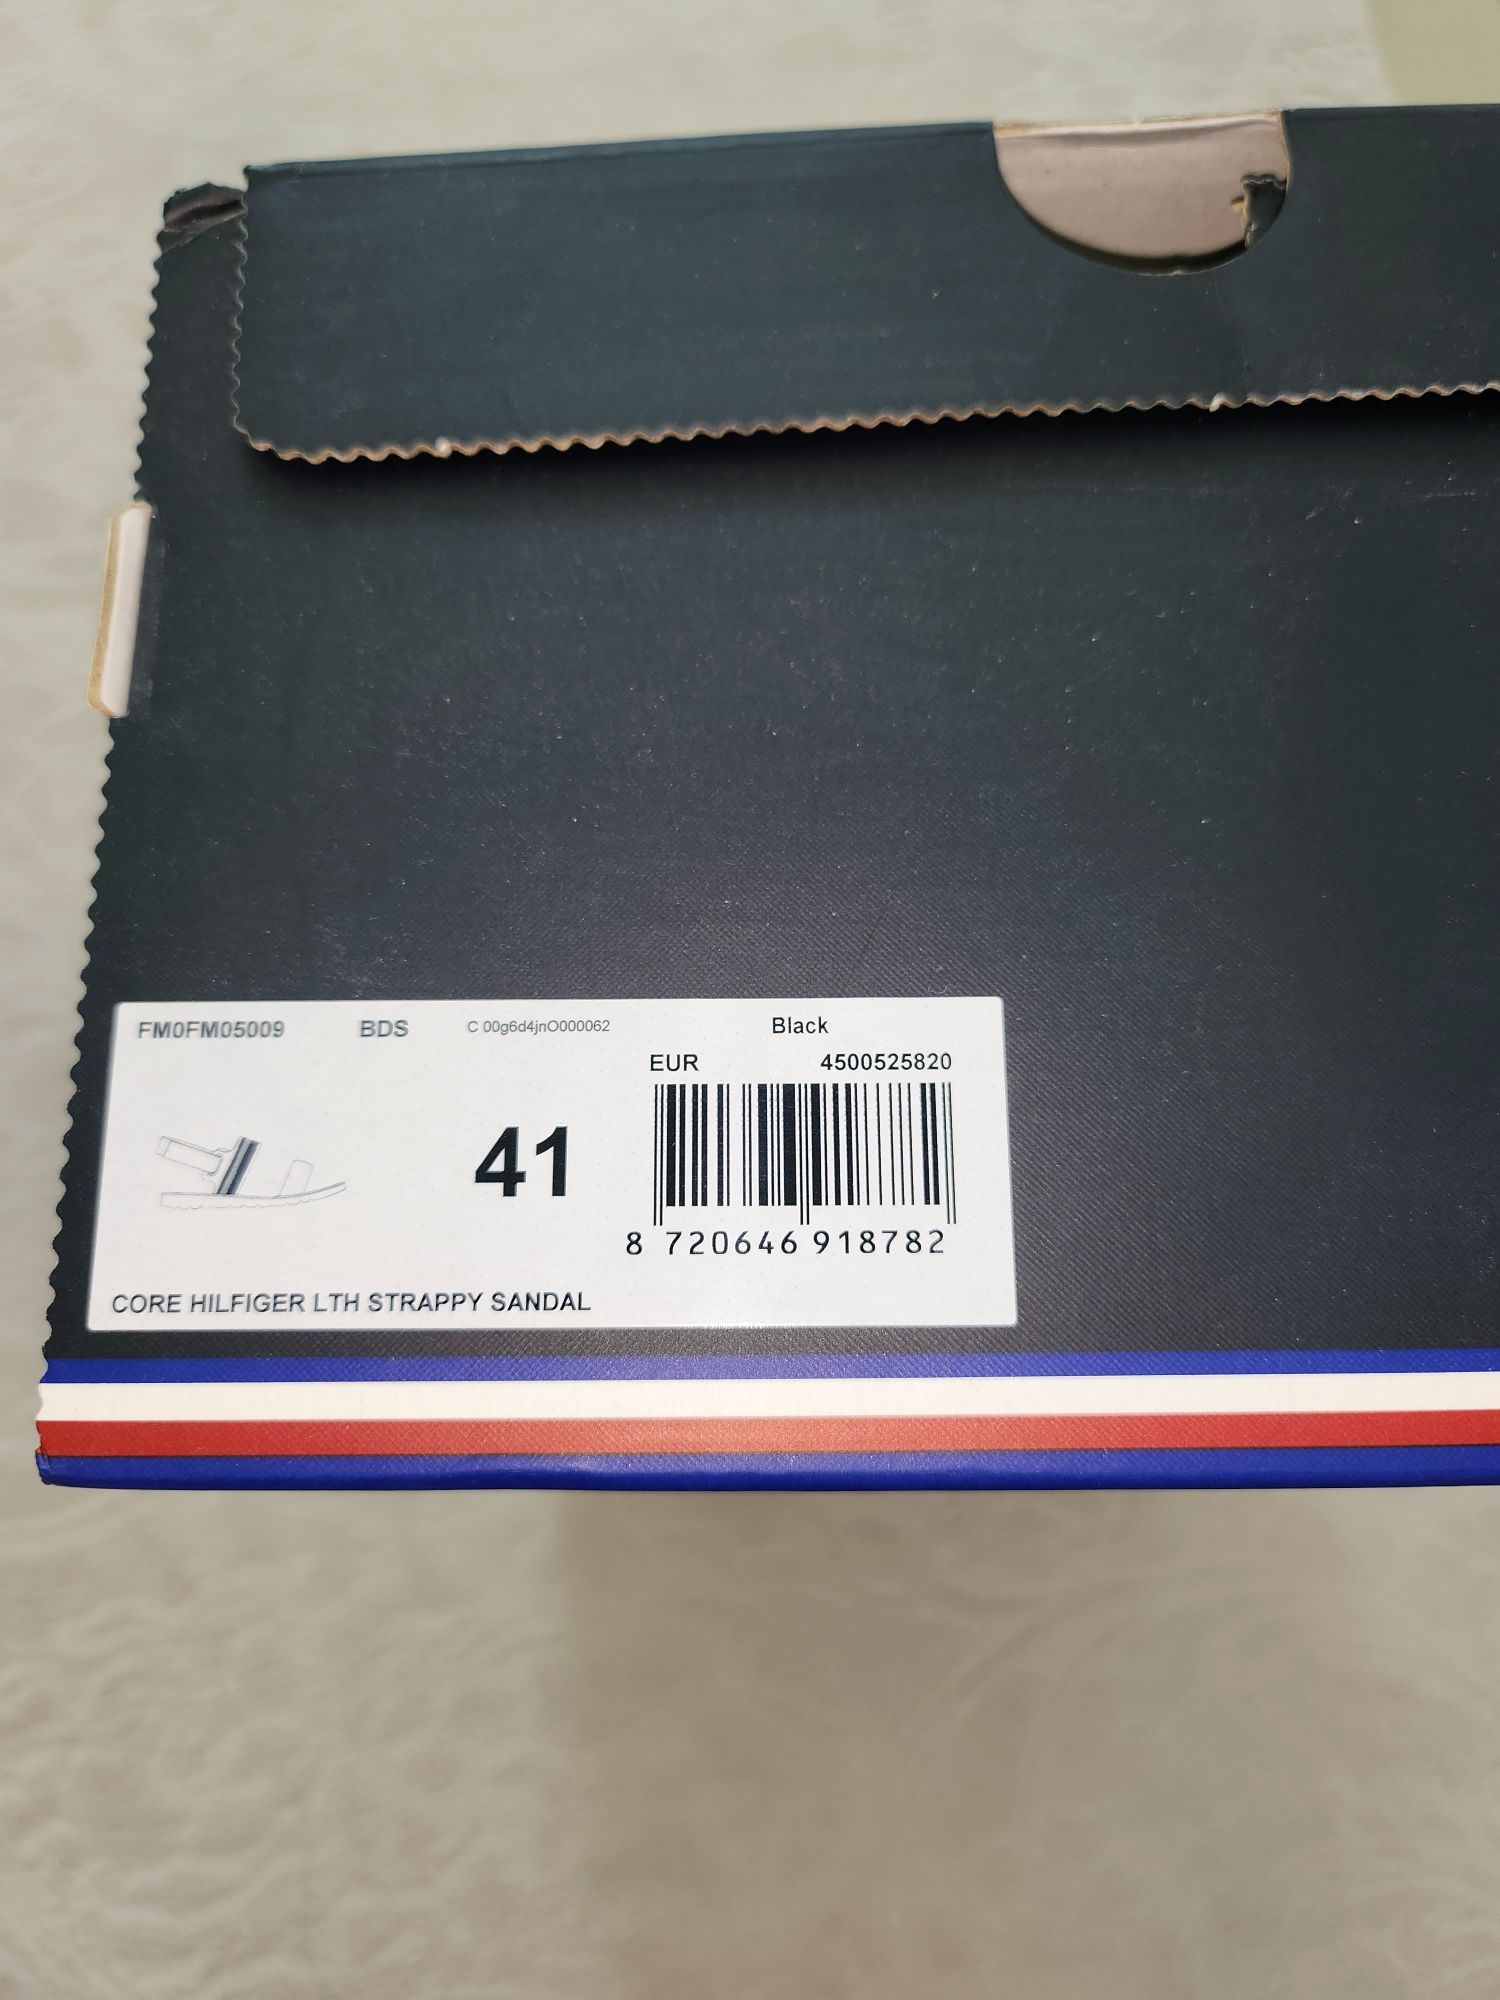 FM0FM05009 BDS C 00g6d4jnO000062 Black
EUR 4500525820
41
8 720646 918782
CORE HILFIGER LTH STRAPPY SANDAL